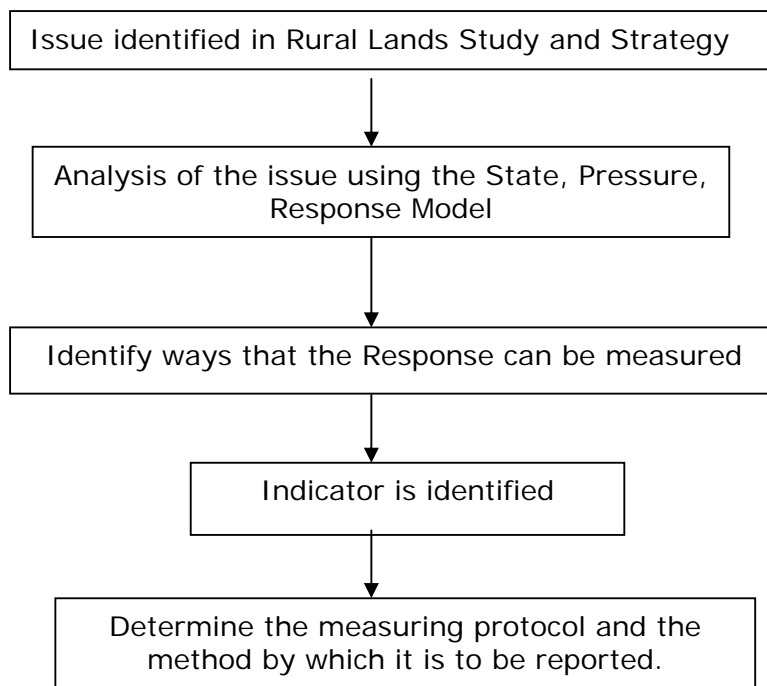 Issue identified in Rural Lands Study and Strategy
Analysis of the issue using the State, Pressure,
Response Model
Identify ways that the Response can be measured
Indicator is identified
Determine the measuring protocol and the
method by which it is to be reported.